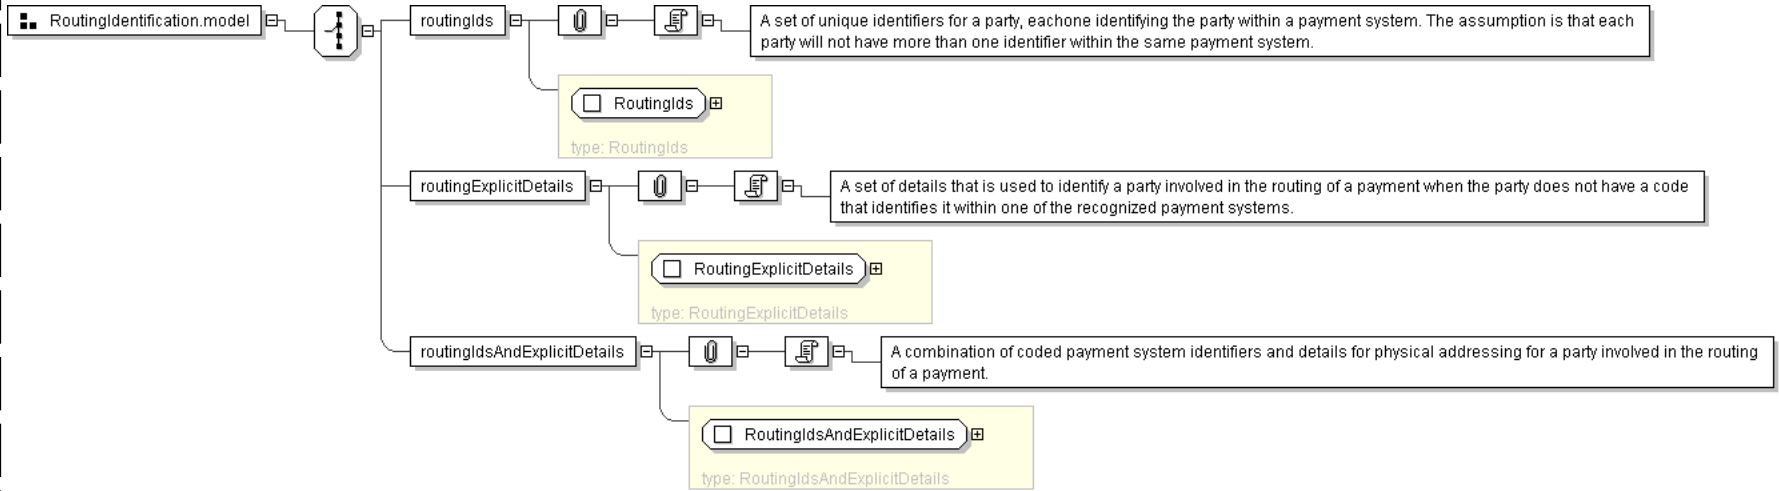 RoutingIdentification.model
routingIds
A set of unique identifiers for a party, eachone identifying the party within a payment system. The assumption is that each
party will not have more than one identifier within the same payment system.
RoutingIds
type: RoutingIds
routingExplicitDetails
A set of details that is used to identify a party involved in the routing of a payment when the party does not have a code
that identifies it within one of the recognized payment systems.
RoutingExplicitDetails
type: RoutingExplicitDetails
routingIdsAndExplicitDetails
A combination of coded payment system identifiers and details for physical addressing for a party involved in the routing
of a payment.
RoutingIdsAndExplicitDetails
type: RoutingIdsAndExplicitDetails